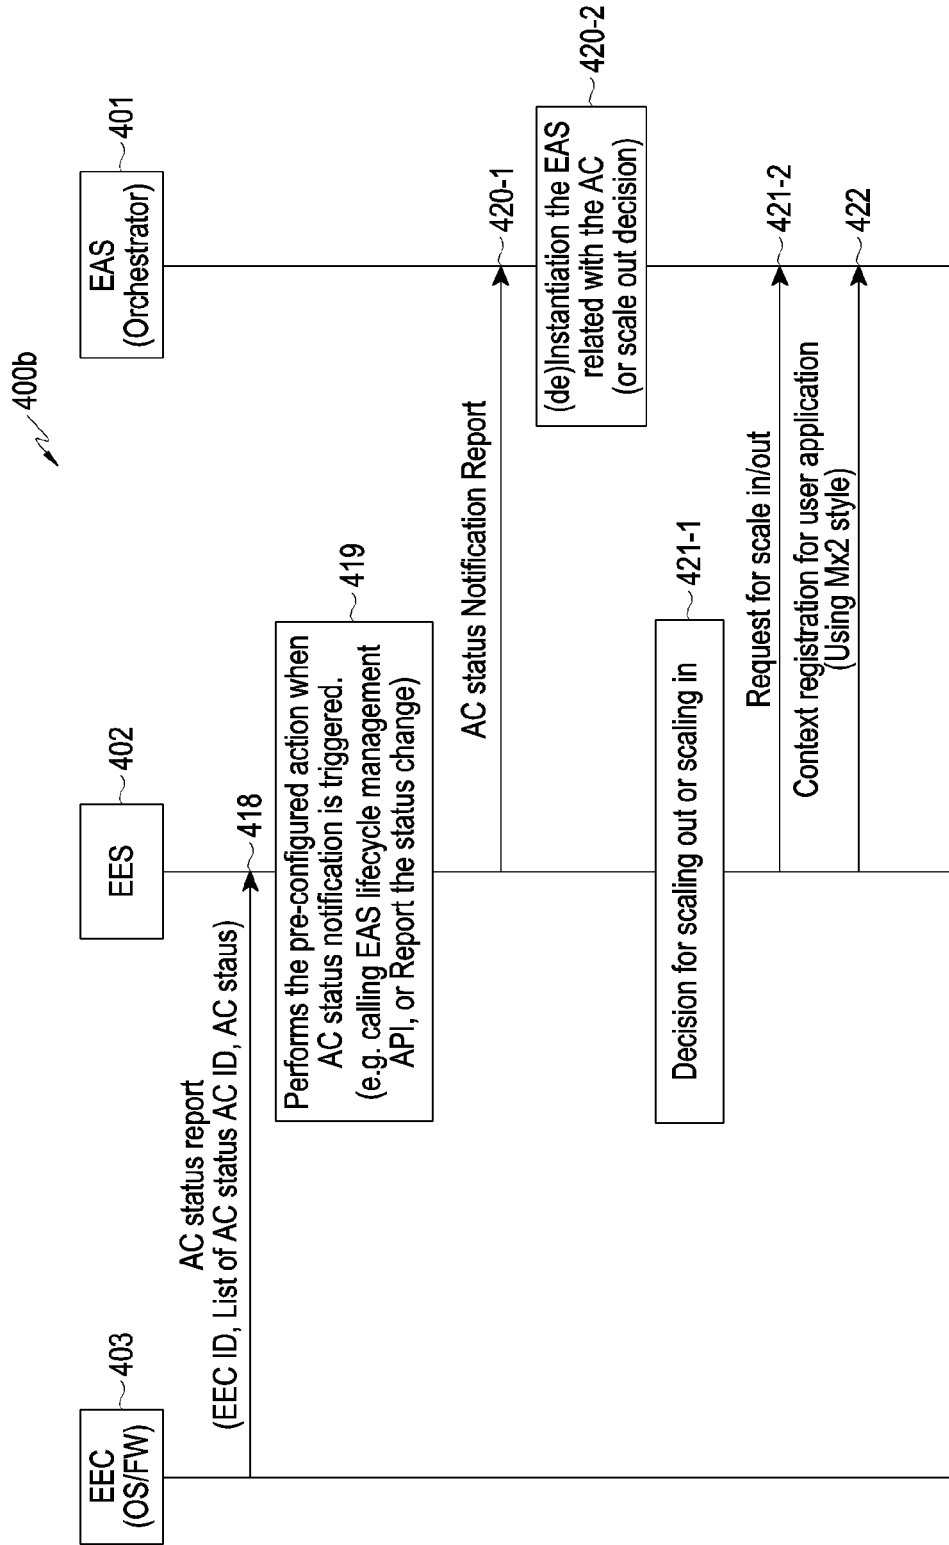 400b
EEC
(OS/FW)
403
EES
402
EAS
(Orchestrator)
401
AC status report
(EEC ID, List of AC status AC ID, AC staus)
418
Performs the pre-configured action when
AC status notification is triggered.
(e.g. calling EAS lifecycle management
API, or Report the status change)
419
AC status Notification Report
420-1
(de)Instantiation the EAS
related with the AC
(or scale out decision)
420-2
Decision for scaling out or scaling in
421-1
Request for scale in/out
421-2
Context registration for user application
(Using Mx2 style)
422